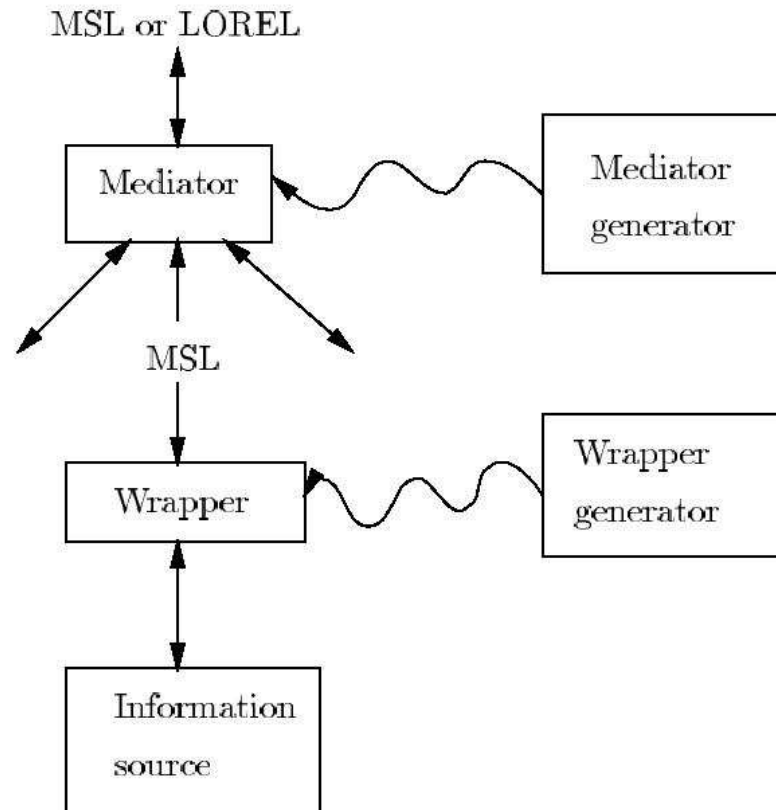 MSL or LOREL
Mediator
Mediator
generator
MSL
Wrapper
generator
Wrapper
Information
source